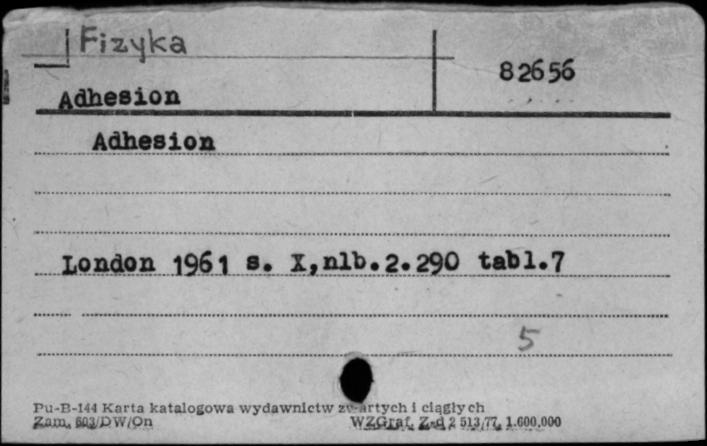 Fizyka
82656
Adhesion
Adhesion
London 1961 s. X,nlb.2.290 tabl.7
5
Pu-B-144 Karta katalogowa wydawnictw zwartych i ciągłych
Zam. 603/DW/On WZGraf. Z-d 2 513/77. 1.600.000